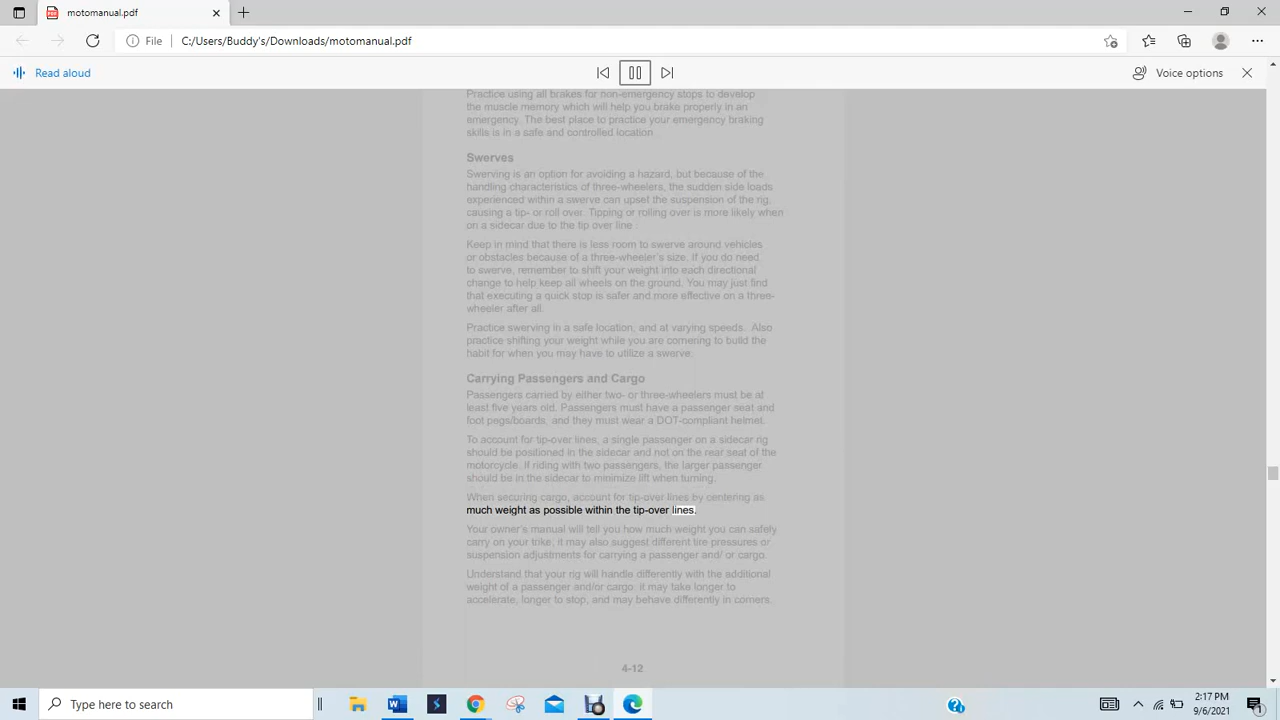 motomanual.pdf
File
C:/Users/Buddy's/Downloads/motomanual.pdf
Read aloud
Voice options
Practice using all brakes for non-emergency stops to develop
the muscle memory which will help you brake properly in an
emergency. The best place to practice your emergency braking
skills is in a safe and controlled location
Swerves
Swerving is an option for avoiding a hazard, but because of the
handling characteristics of three-wheelers, the sudden side loads
experienced within a swerve can upset the suspension of the rig,
causing a tip- or roll over. Tipping or rolling over is more likely when
on a sidecar due to the tip over line .
Keep in mind that there is less room to swerve around vehicles
or obstacles because of a three-wheeler's size. If you do need
to swerve, remember to shift your weight into each directional
change to help keep all wheels on the ground. You may just find
that executing a quick stop is safer and more effective on a three-
wheeler after all.
Practice swerving in a safe location, and at varying speeds. Also
practice shifting your weight while you are cornering to build the
habit for when you may have to utilize a swerve.
Carrying Passengers and Cargo
Passengers carried by either two- or three-wheelers must be at
least five years old. Passengers must have a passenger seat and
foot pegs/boards, and they must wear a DOT-compliant helmet.
To account for tip-over lines, a single passenger on a sidecar rig
should be positioned in the sidecar and not on the rear seat of the
motorcycle. If riding with two passengers, the larger passenger
should be in the sidecar to minimize lift when turning.
When securing cargo, account for tip-over lines by centering as
much weight as possible within the tip-over lines.
Your owner's manual will tell you how much weight you can safely
carry on your trike; it may also suggest different tire pressures or
suspension adjustments for carrying a passenger and/ or cargo.
Understand that your rig will handle differently with the additional
weight of a passenger and/or cargo: it may take longer to
accelerate, longer to stop, and may behave differently in corners.
4-12
Type here to search
2:17 PM
9/6/2021